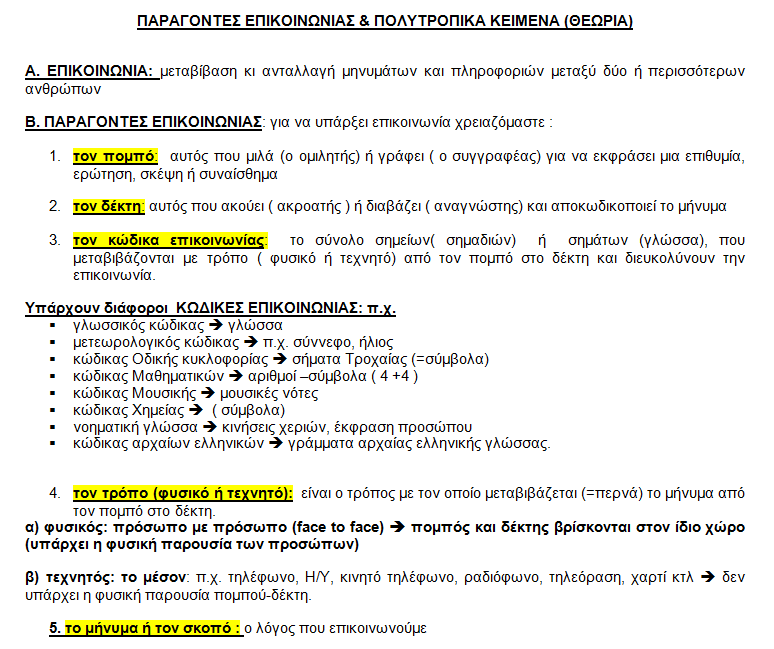 ΠΑΡΑΓΟΝΤΕΣ ΕΠΙΚΟΙΝΩΝΙΑΣ & ΠΟΛΥΤΡΟΠΙΚΑ ΚΕΙΜΕΝΑ (ΘΕΩΡΙΑ)
Α. ΕΠΙΚΟΙΝΩΝΙΑ: μεταβίβαση κι ανταλλαγή μηνυμάτων και πληροφοριών μεταξύ δύο ή περισσότερων
ανθρώπων
Β. ΠΑΡΑΓΟΝΤΕΣ ΕΠΙΚΟΙΝΩΝΙΑΣ: για να υπάρξει επικοινωνία χρειαζόμαστε :
1. τον πομπό: αυτός που μιλά (ο ομιλητής) ή γράφει ( ο συγγραφέας) για να εκφράσει μια επιθυμία,
ερώτηση, σκέψη ή συναίσθημα
2. τον δέκτη: αυτός που ακούει ( ακροατής ) ή διαβάζει ( αναγνώστης) και αποκωδικοποιεί το μήνυμα
3. τον κώδικα επικοινωνίας: το σύνολο σημείων( σημαδιών) ή σημάτων (γλώσσα), που
μεταβιβάζονται με τρόπο ( φυσικό ή τεχνητό) από τον πομπό στο δέκτη και διευκολύνουν την
επικοινωνία.
Υπάρχουν διάφοροι ΚΩΔΙΚΕΣ ΕΠΙΚΟΙΝΩΝΙΑΣ: π.χ.
▪ γλωσσικός κώδικας ➔ γλώσσα
▪ μετεωρολογικός κώδικας ➔ π.χ. σύννεφο, ήλιος
▪ κώδικας Οδικής κυκλοφορίας ➔ σήματα Τροχαίας (=σύμβολα)
▪ κώδικας Μαθηματικών ➔ αριθμοί –σύμβολα ( 4 +4 )
▪ κώδικας Μουσικής ➔ μουσικές νότες
▪ κώδικας Χημείας ➔ ( σύμβολα)
▪ νοηματική γλώσσα ➔ κινήσεις χεριών, έκφραση προσώπου
▪ κώδικας αρχαίων ελληνικών ➔ γράμματα αρχαίας ελληνικής γλώσσας.
4. τον τρόπο (φυσικό ή τεχνητό): είναι ο τρόπος με τον οποίο μεταβιβάζεται (=περνά) το μήνυμα από
τον πομπό στο δέκτη.
α) φυσικός: πρόσωπο με πρόσωπο (face to face) ➔ πομπός και δέκτης βρίσκονται στον ίδιο χώρο
(υπάρχει η φυσική παρουσία των προσώπων)
β) τεχνητός: το μέσον: π.χ. τηλέφωνο, Η/Υ, κινητό τηλέφωνο, ραδιόφωνο, τηλεόραση, χαρτί κτλ ➔ δεν
υπάρχει η φυσική παρουσία πομπού-δέκτη.
5. το μήνυμα ή τον σκοπό : ο λόγος που επικοινωνούμε